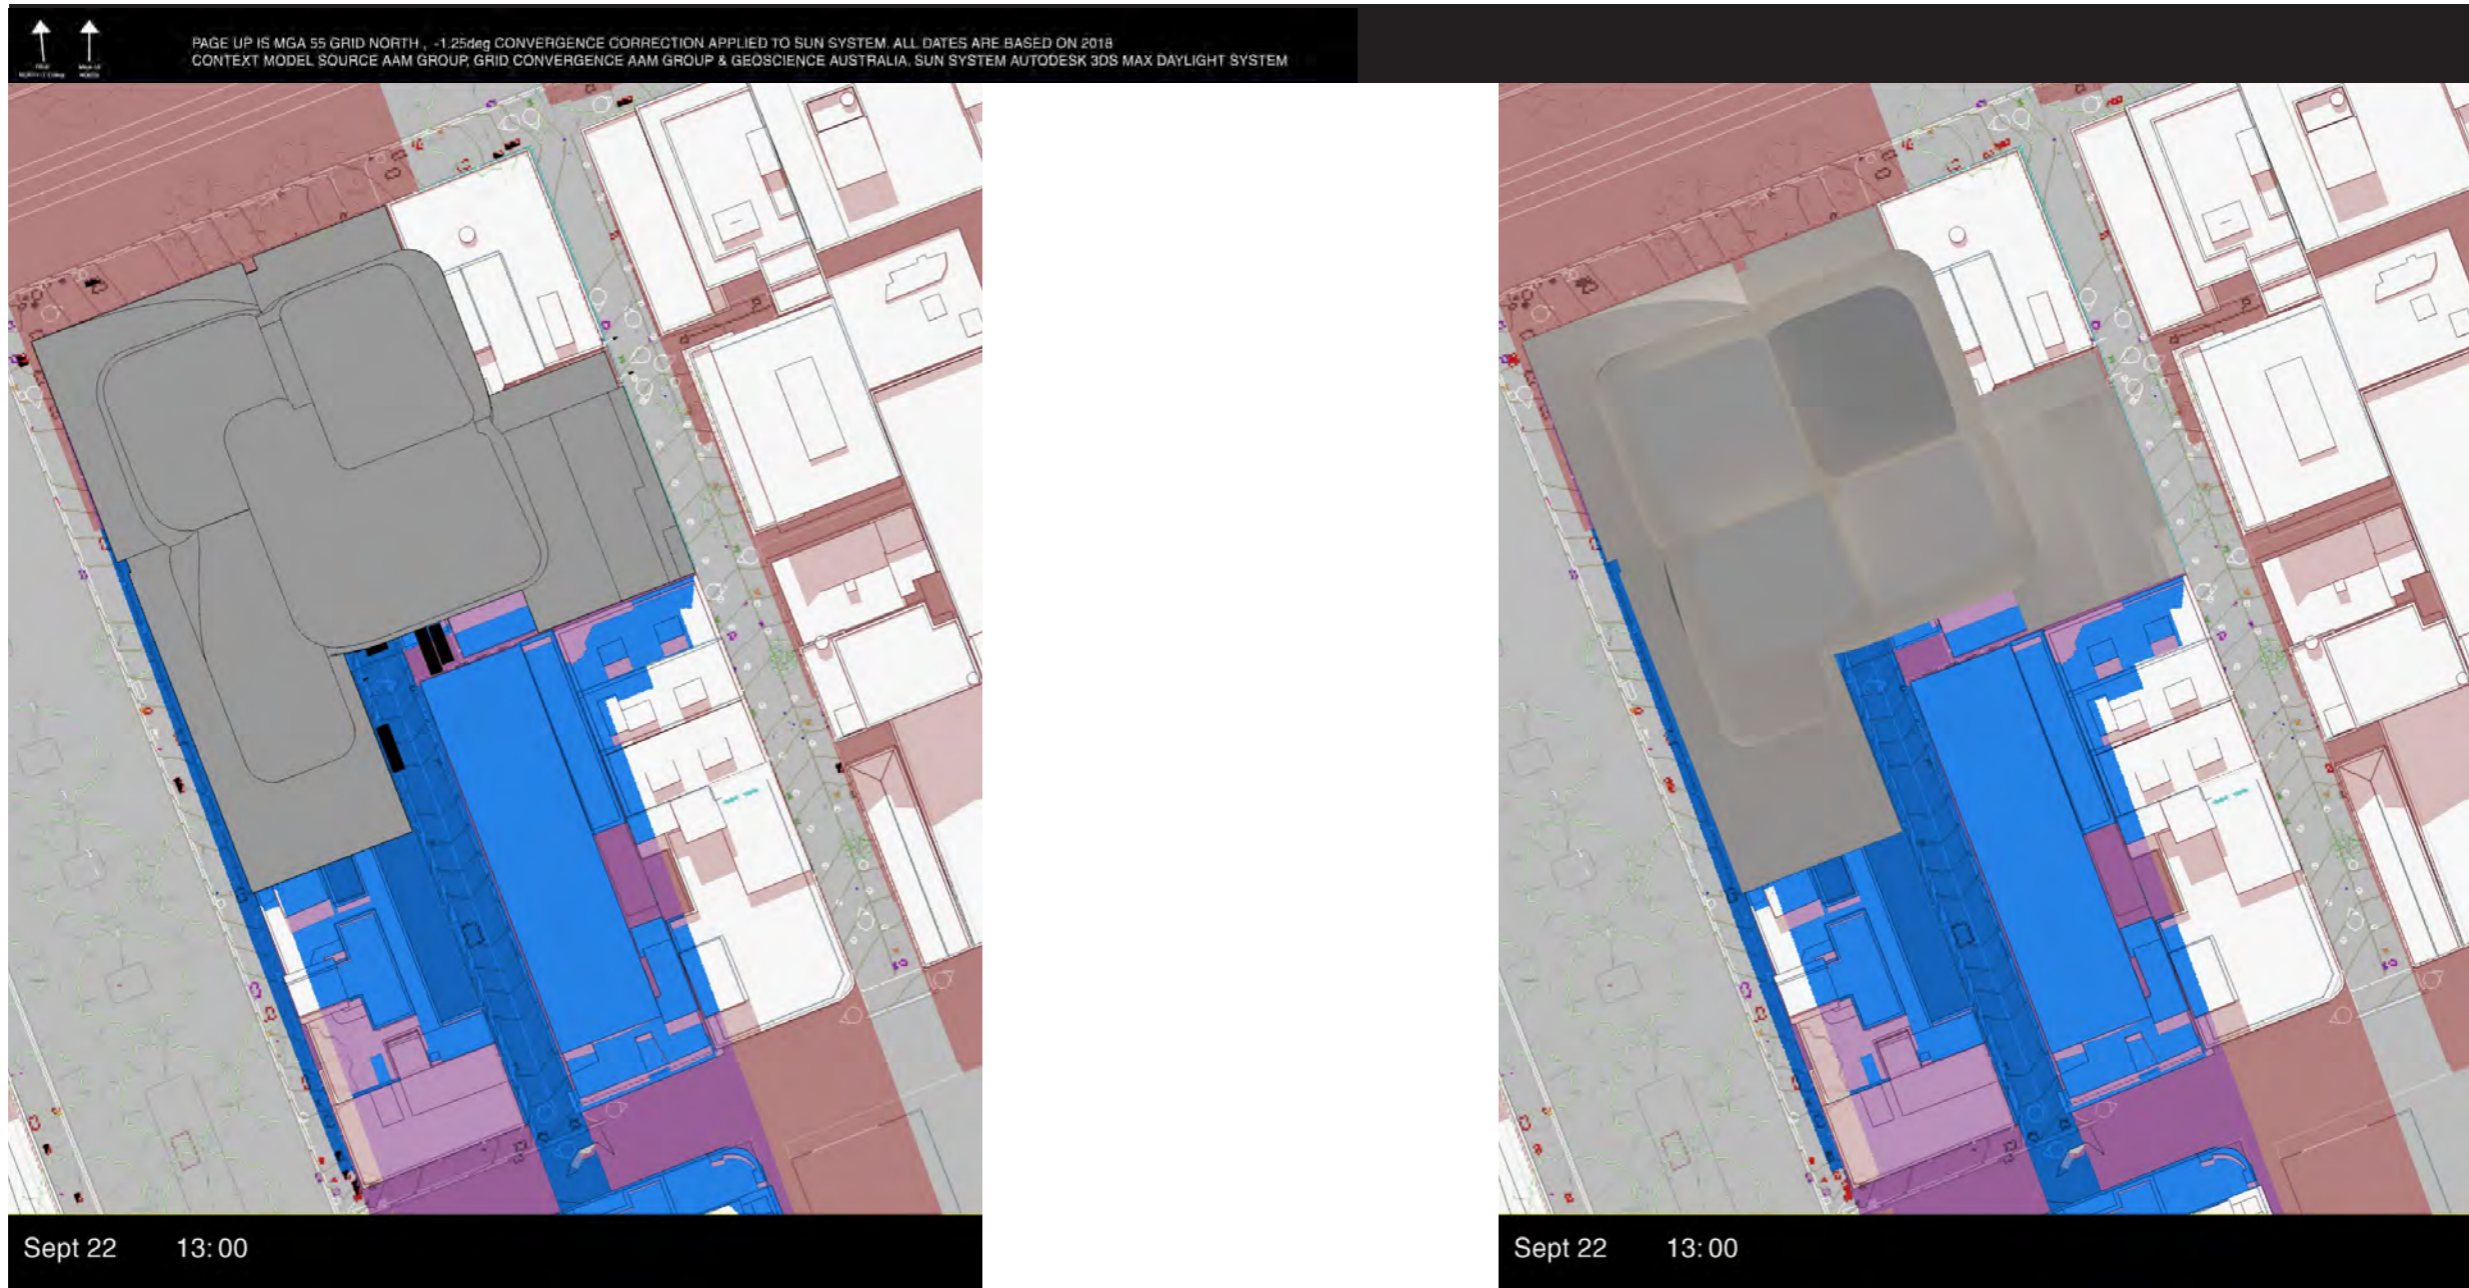 PAGE UP IS MGA 55 GRID NORTH , -1.25deg CONVERGENCE CORRECTION APPLIED TO SUN SYSTEM. ALL DATES ARE BASED ON 2018
CONTEXT MODEL SOURCE AAM GROUP, GRID CONVERGENCE AAM GROUP & GEOSCIENCE AUSTRALIA. SUN SYSTEM AUTODESK 3DS MAX DAYLIGHT SYSTEM
Sept 22 13:00
Sept 22 13:00